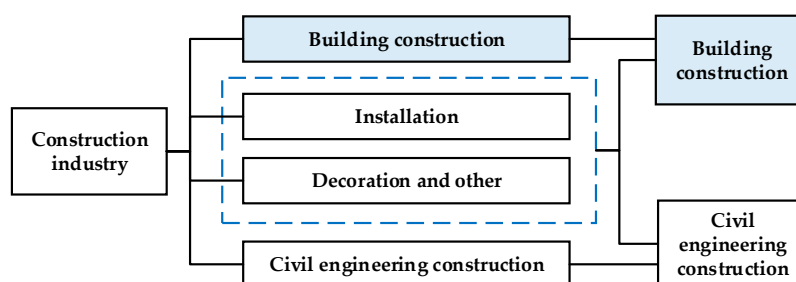 Building construction
Building
construction
Installation
Construction
industry
Decoration and other
Civil engineering construction
Civil
engineering
construction